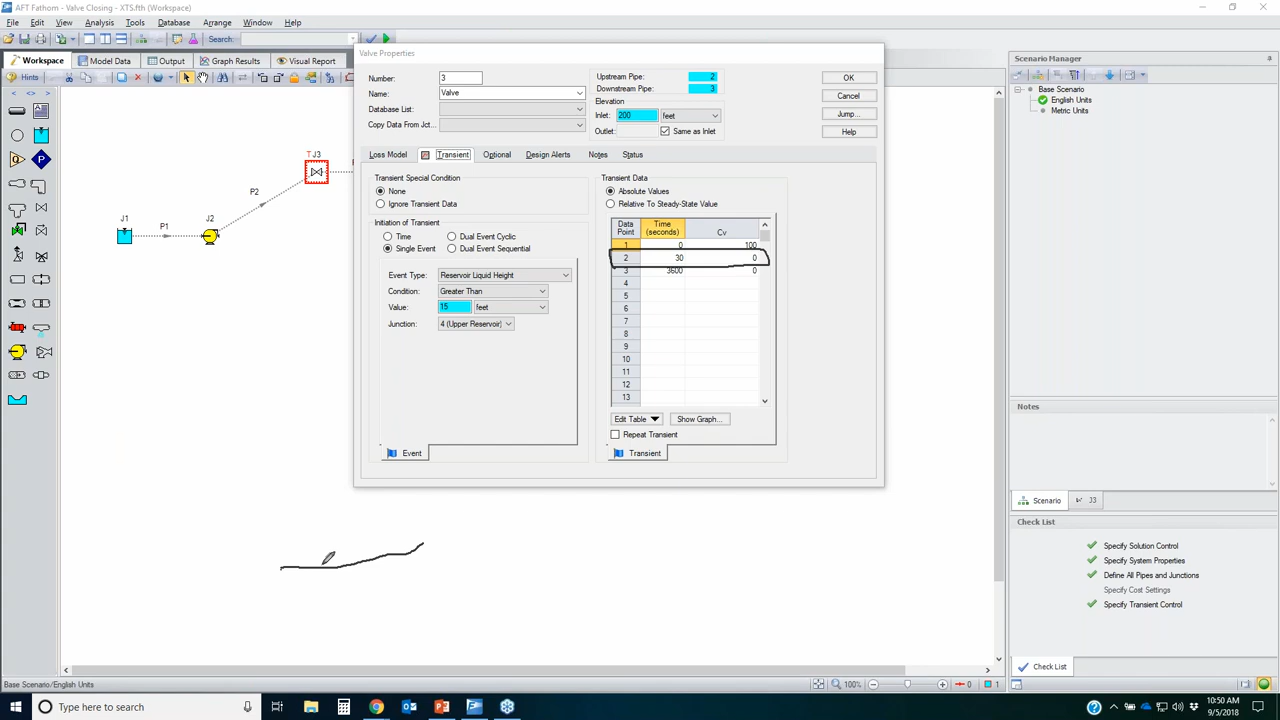 AFT Fathom - Valve Closing - XTS.fth (Workspace)
File Edit View Analysis Tools Database Arrange Window Help
Search:
Workspace Model Data Output Graph Results Visual Report
Hints
J1
P1
J2
P2
T J3
Valve Properties
Number: 3
Name: Valve
Database List:
Copy Data From Jct...
Upstream Pipe: 2
Downstream Pipe: 3
Elevation
Inlet: 200 feet
Outlet: Same as Inlet
OK
Cancel
Jump...
Help
Loss Model Transient Optional Design Alerts Notes Status
Transient Special Condition
None
Ignore Transient Data
Initiation of Transient
Time Dual Event Cyclic
Single Event Dual Event Sequential
Event Type: Reservoir Liquid Height
Condition: Greater Than
Value: 15 feet
Junction: 4 (Upper Reservoir)
Event
Transient Data
Absolute Values
Relative To Steady-State Value
Data Point Time (seconds) Cv
1 0 100
2 30 0
3 3600 0
4
5
6
7
8
9
10
11
12
13
Edit Table Show Graph...
Repeat Transient
Transient
Scenario Manager
Base Scenario
English Units
Metric Units
Notes
Scenario J3
Check List
Specify Solution Control
Specify System Properties
Define All Pipes and Junctions
Specify Cost Settings
Specify Transient Control
Check List
Base Scenario/English Units
100%
0
1
Type here to search
10:50 AM
9/5/2018